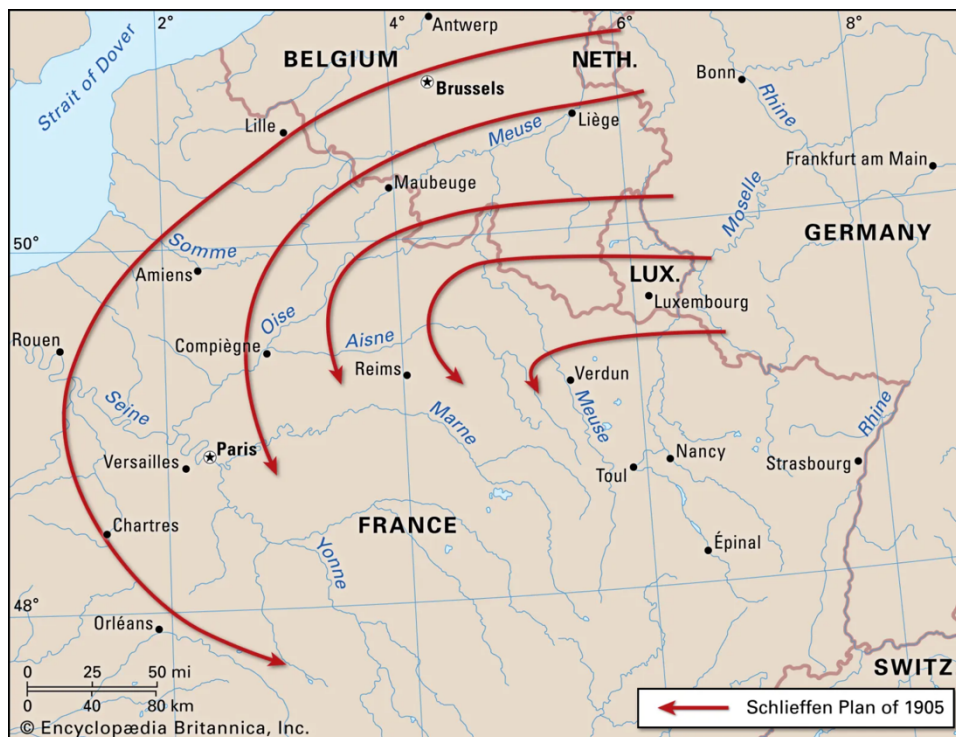 2°
4°
6°
8°
Antwerp
BELGIUM
NETH.
Strait of Dover
Brussels
Bonn
Rhine
Lille
Meuse
Liège
Frankfurt am Main
Maubeuge
Moselle
GERMANY
50°
Somme
Amiens
LUX.
Luxembourg
Oise
Rouen
Compiègne
Aisne
Reims
Verdun
Seine
Marne
Meuse
Rhine
Paris
Versailles
Nancy
Toul
Strasbourg
Chartres
FRANCE
Yonne
Épinal
48°
Orléans
0 25 50 mi
0 40 80 km
SWITZ
Schlieffen Plan of 1905
© Encyclopædia Britannica, Inc.